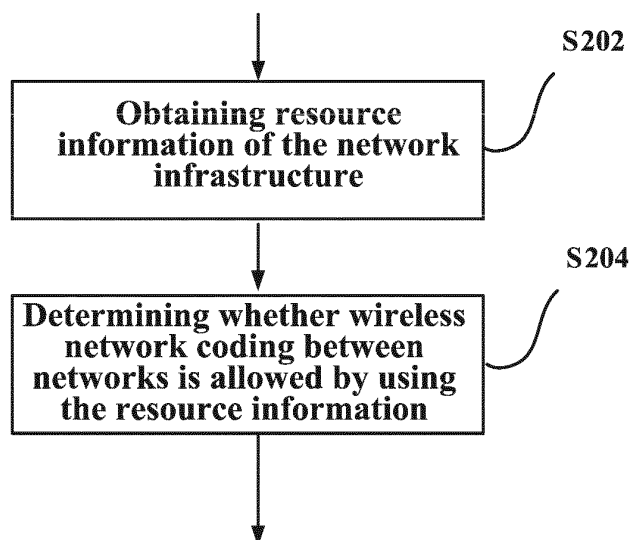 S202
Obtaining resource
information of the network
infrastructure
S204
Determining whether wireless
network coding between
networks is allowed by using
the resource information